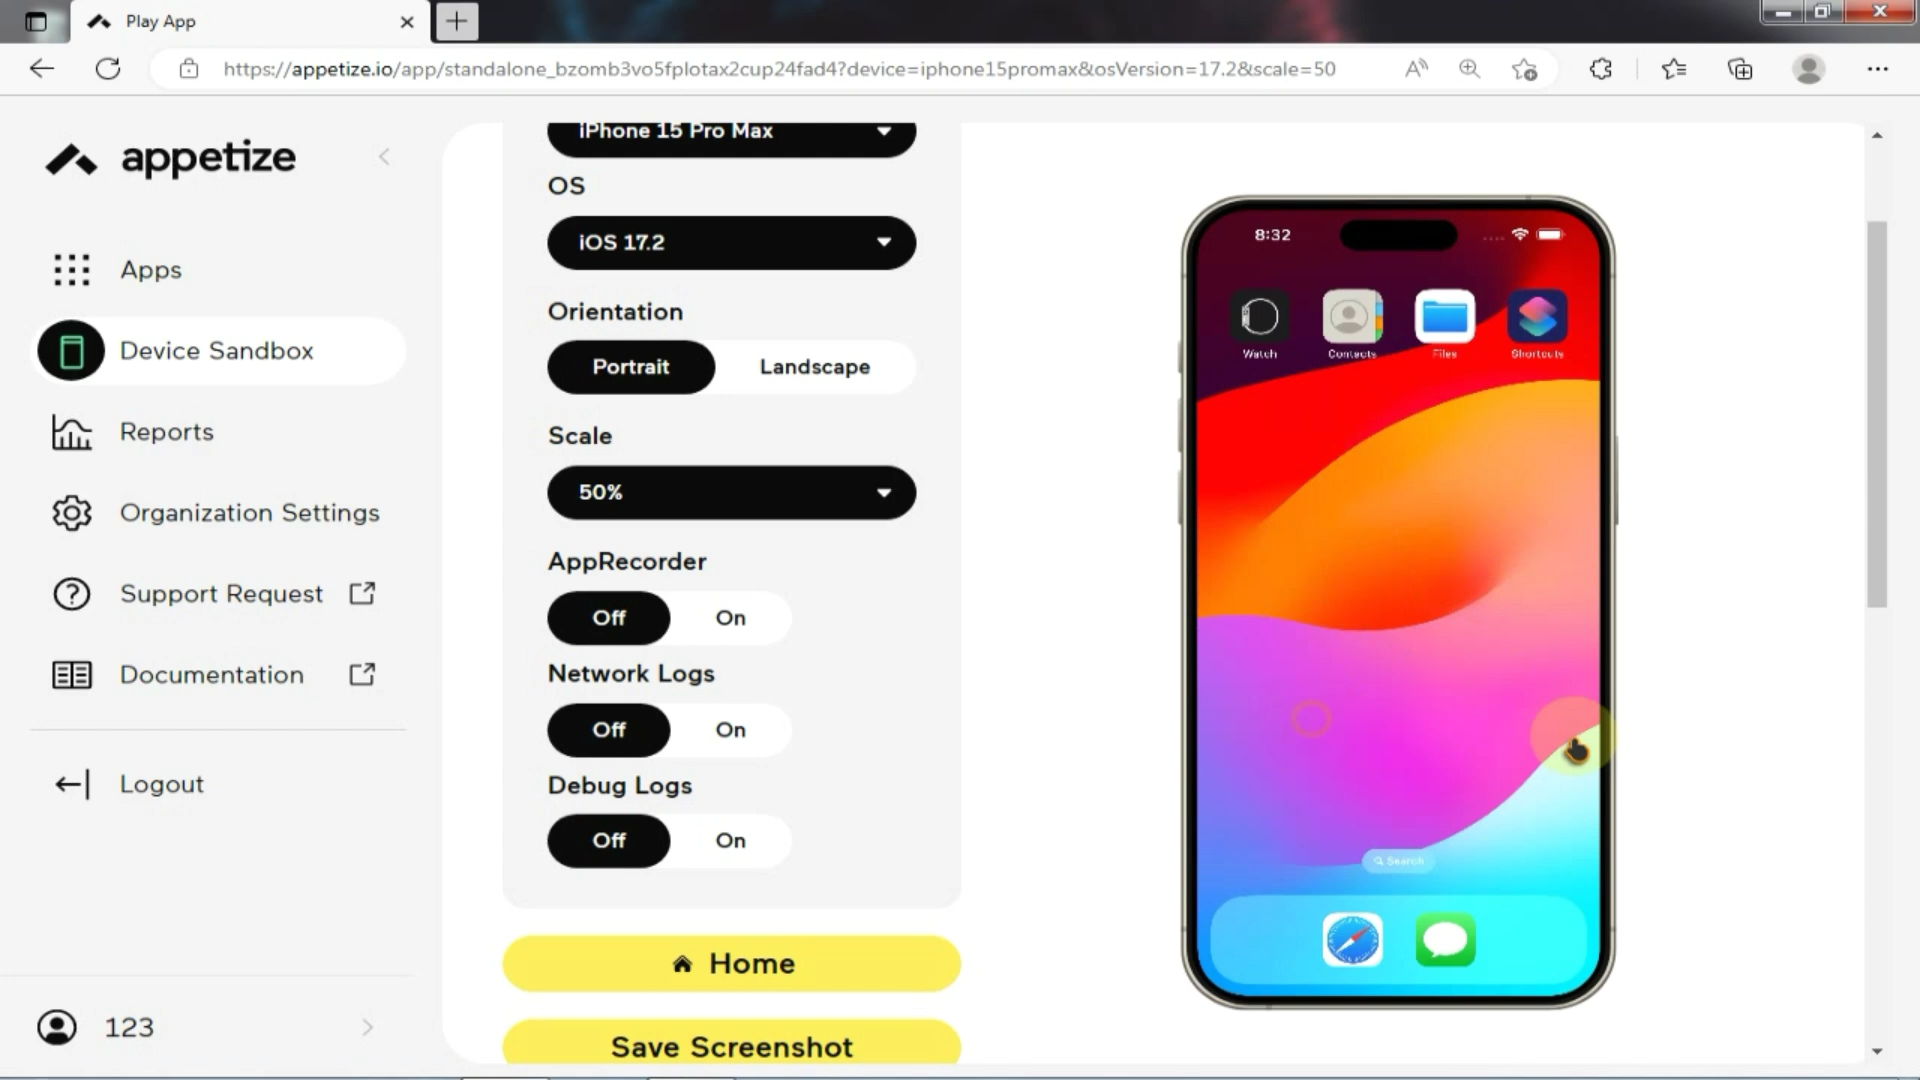 Play App
https://appetize.io/app/standalone_bzomb3vo5fplotax2cup24fad4?device=iphone15promax&osVersion=17.2&scale=50
appetize
Apps
Device Sandbox
Reports
Organization Settings
Support Request
Documentation
Logout
123
iPhone 15 Pro Max
OS
iOS 17.2
Orientation
Portrait Landscape
Scale
50%
AppRecorder
Off On
Network Logs
Off On
Debug Logs
Off On
Home
Save Screenshot
8:32
Watch Contacts Files Shortcuts
Search